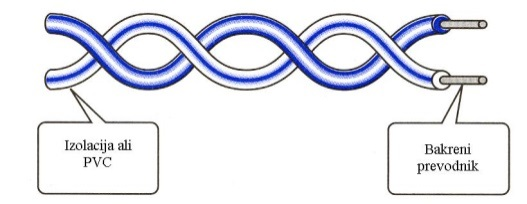 Izolacija ali
PVC
Bakreni
prevodnik